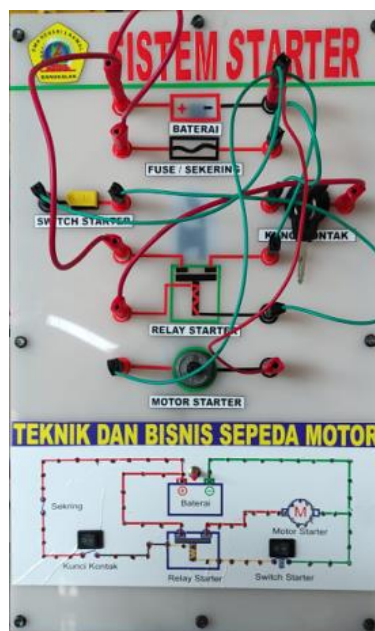 SISTEM STARTER
BATERAI
FUSE / SEKERING
SWITCH STARTER
KUNCI KONTAK
RELAY STARTER
MOTOR STARTER
TEKNIK DAN BISNIS SEPEDA MOTOR
Baterai
Sekring
M
Motor Starter
Kunci Kontak
Relay Starter
Switch Starter